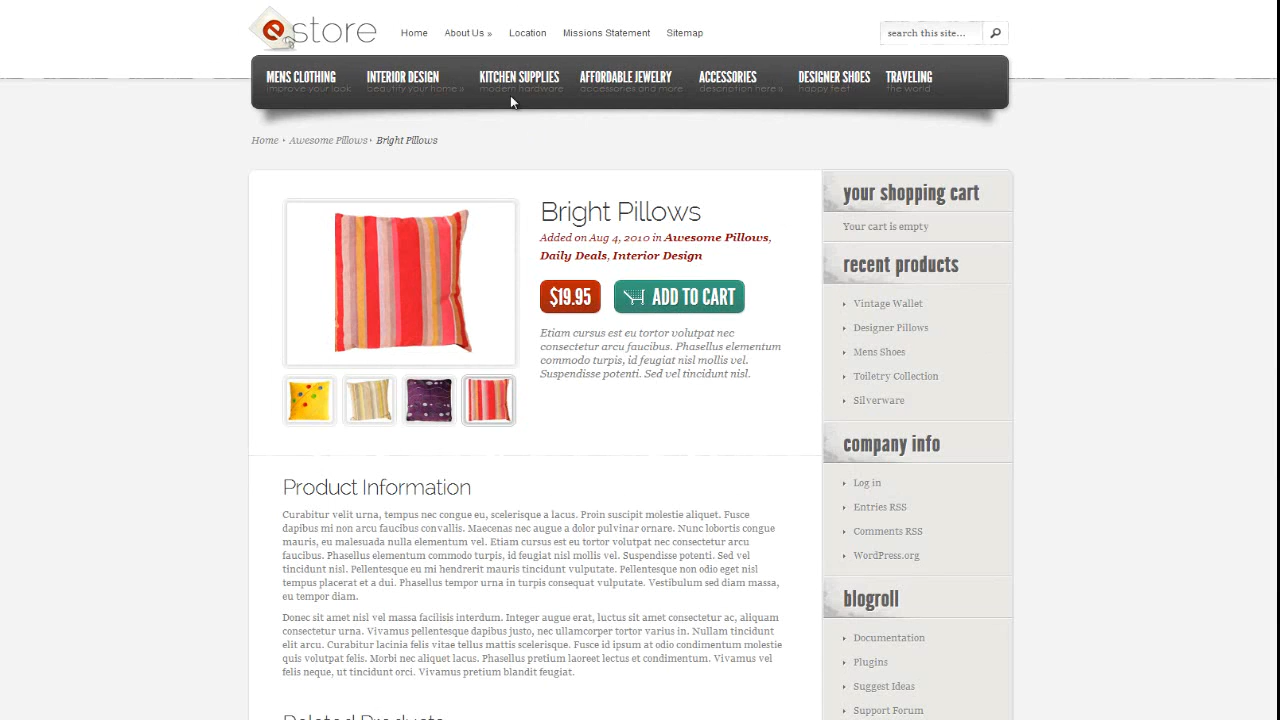 estore
Home About Us » Location Missions Statement Sitemap
search this site...
MENS CLOTHING INTERIOR DESIGN KITCHEN SUPPLIES AFFORDABLE JEWELRY ACCESSORIES DESIGNER SHOES TRAVELING
improve your look beautify your home » modern hardware accessories and more description here » happy feet the world
Home Awesome Pillows Bright Pillows
Bright Pillows
Added on Aug 4, 2010 in Awesome Pillows,
Daily Deals, Interior Design
$19.95 ADD TO CART
Etiam cursus est eu tortor volutpat nec
consectetur arcu faucibus. Phasellus elementum
commodo turpis, id feugiat nisl mollis vel.
Suspendisse potenti. Sed vel tincidunt nisl.
Product Information
Curabitur velit urna, tempus nec congue eu, scelerisque a lacus. Proin suscipit molestie aliquet. Fusce
dapibus mi non arcu faucibus convallis. Maecenas nec augue a dolor pulvinar ornare. Nunc lobortis congue
mauris, eu malesuada nulla elementum vel. Etiam cursus est eu tortor volutpat nec consectetur arcu
faucibus. Phasellus elementum commodo turpis, id feugiat nisl mollis vel. Suspendisse potenti. Sed vel
tincidunt nisl. Pellentesque eu mi hendrerit mauris tincidunt vulputate. Pellentesque non odio eget nisl
tempus placerat et a dui. Phasellus tempor urna in turpis consequat vulputate. Vestibulum sed diam massa,
eu tempor diam.
Donec sit amet nisl vel massa facilisis interdum. Integer augue erat, luctus sit amet consectetur ac, aliquam
consectetur urna. Vivamus pellentesque dapibus justo, nec ullamcorper tortor varius in. Nullam tincidunt
elit arcu. Curabitur lacinia felis vitae tellus mattis scelerisque. Fusce id ipsum at odio condimentum molestie
quis volutpat felis. Morbi nec aliquet lacus. Phasellus pretium laoreet lectus et condimentum. Vivamus vel
felis neque, ut tincidunt orci. Vivamus pretium blandit feugiat.
Related Products
your shopping cart
Your cart is empty
recent products
Vintage Wallet
Designer Pillows
Mens Shoes
Toiletry Collection
Silverware
company info
Log in
Entries RSS
Comments RSS
WordPress.org
blogroll
Documentation
Plugins
Suggest Ideas
Support Forum